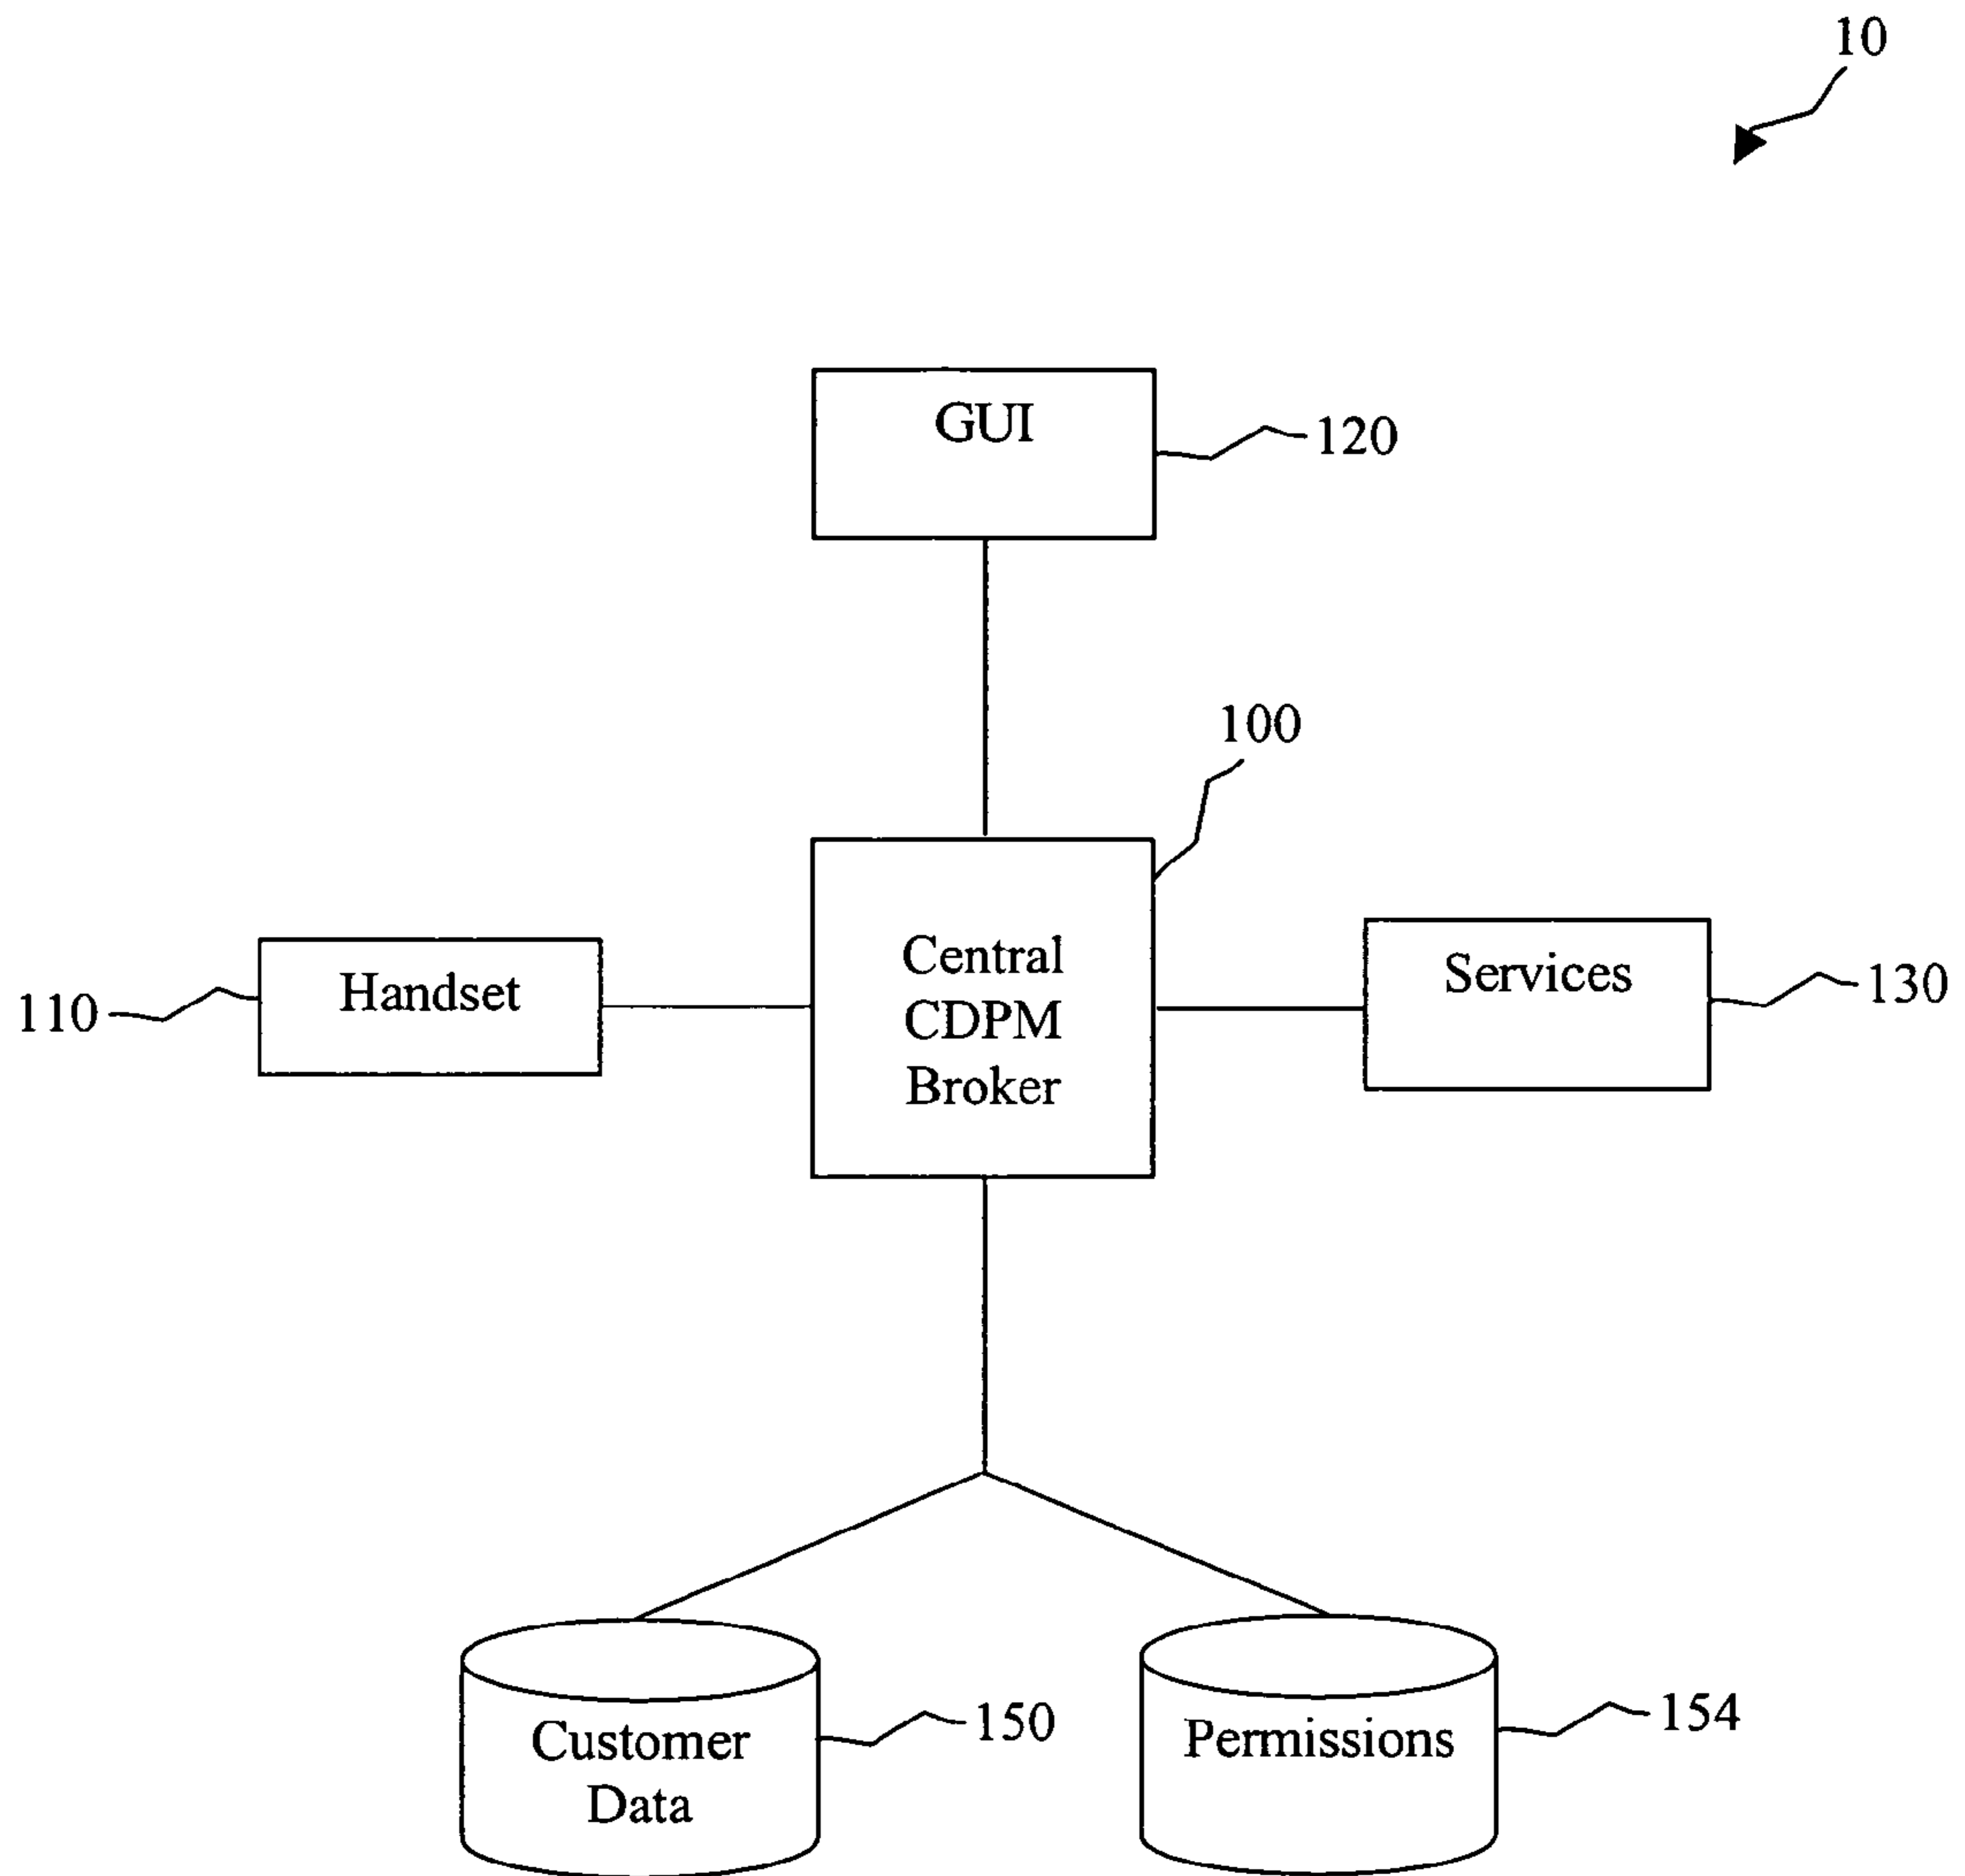 10
GUI
120
100
Central
CDPM
Broker
Handset
110
Services
130
Customer
Data
150
Permissions
154